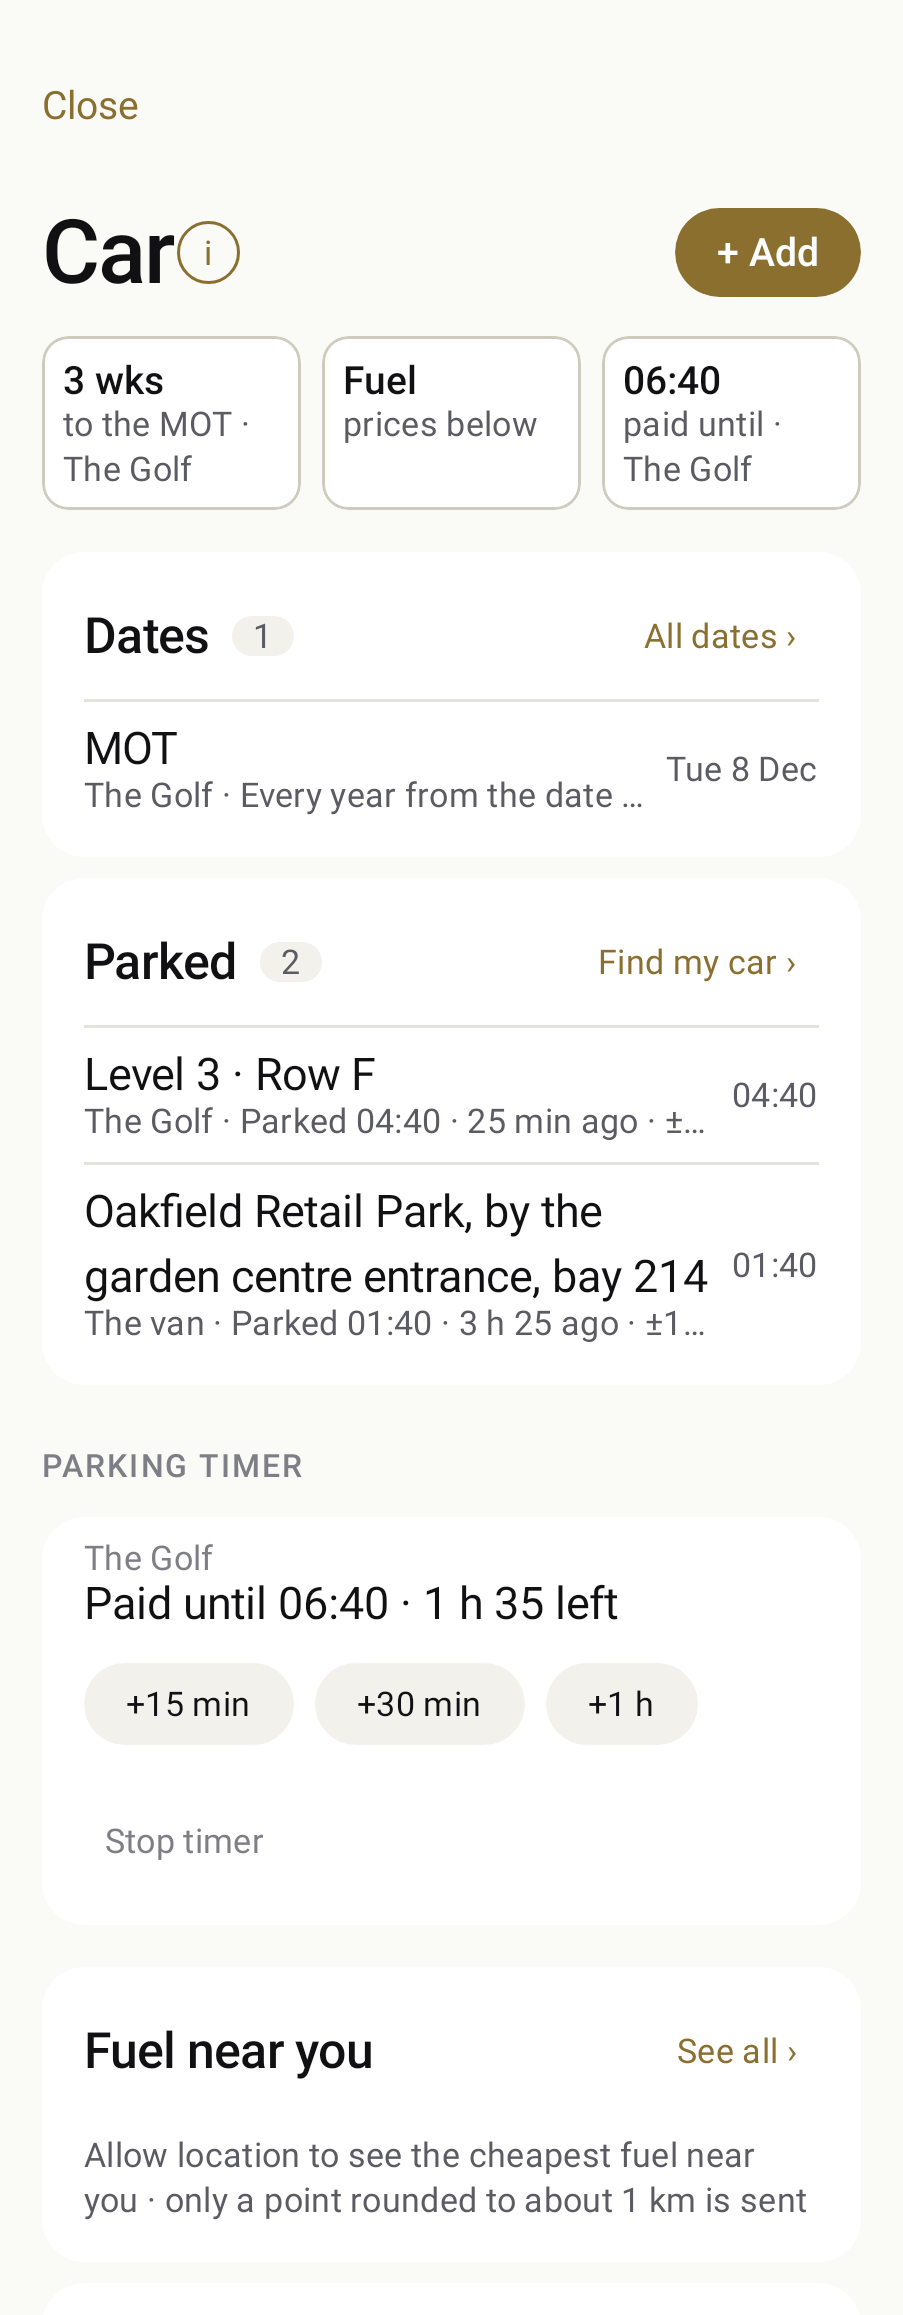 Close
Car i
+ Add
3 wks
to the MOT ·
The Golf
Fuel
prices below
06:40
paid until ·
The Golf
Dates 1
All dates ›
MOT
The Golf · Every year from the date ...
Tue 8 Dec
Parked 2
Find my car ›
Level 3 · Row F
The Golf · Parked 04:40 · 25 min ago · ±...
04:40
Oakfield Retail Park, by the
garden centre entrance, bay 214
The van · Parked 01:40 · 3 h 25 ago · ±1...
01:40
PARKING TIMER
The Golf
Paid until 06:40 · 1 h 35 left
+15 min
+30 min
+1 h
Stop timer
Fuel near you
See all ›
Allow location to see the cheapest fuel near
you · only a point rounded to about 1 km is sent